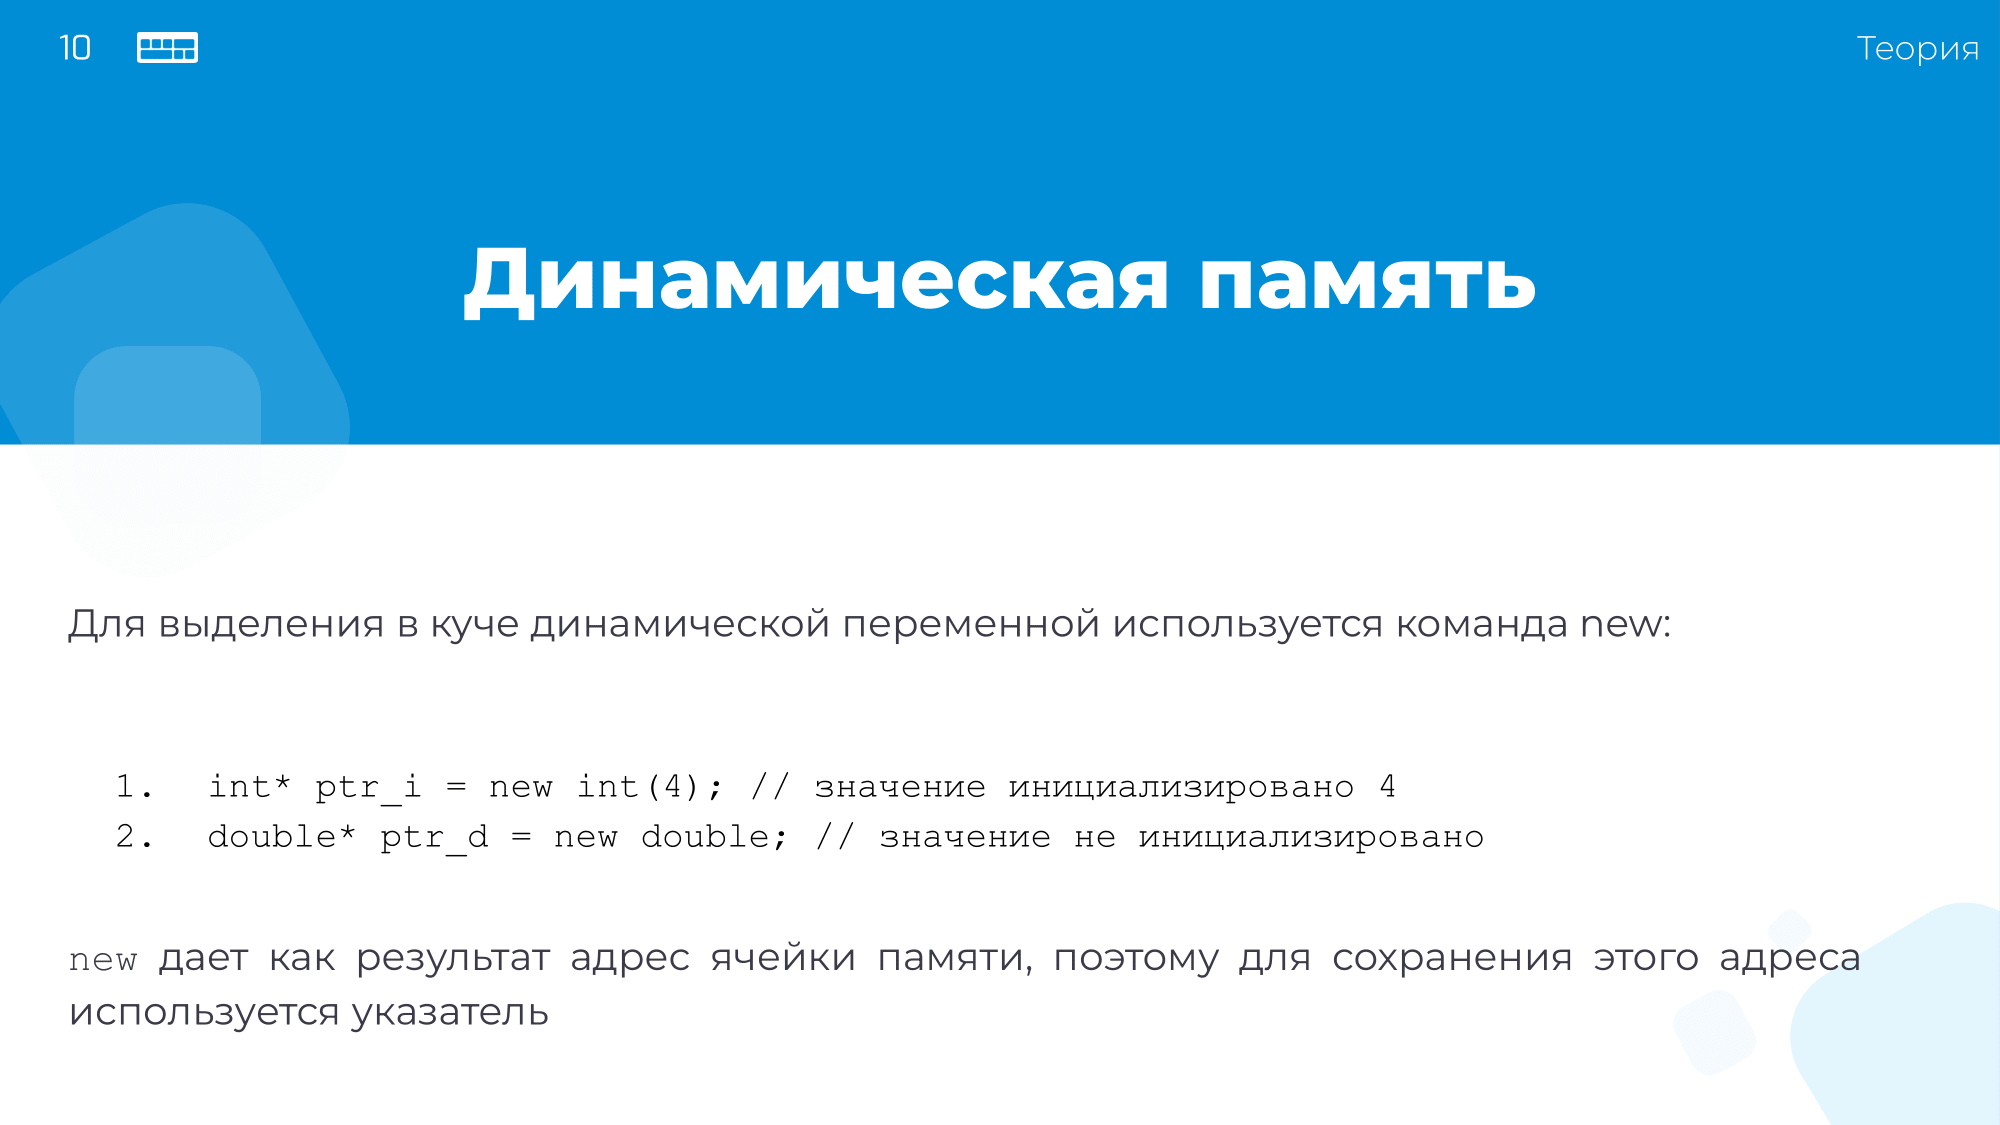 10
Теория
Динамическая память
Для выделения в куче динамической переменной используется команда new:
1. int* ptr_i = new int(4); // значение инициализировано 4
2. double* ptr_d = new double; // значение не инициализировано
new дает как результат адрес ячейки памяти, поэтому для сохранения этого адреса
используется указатель